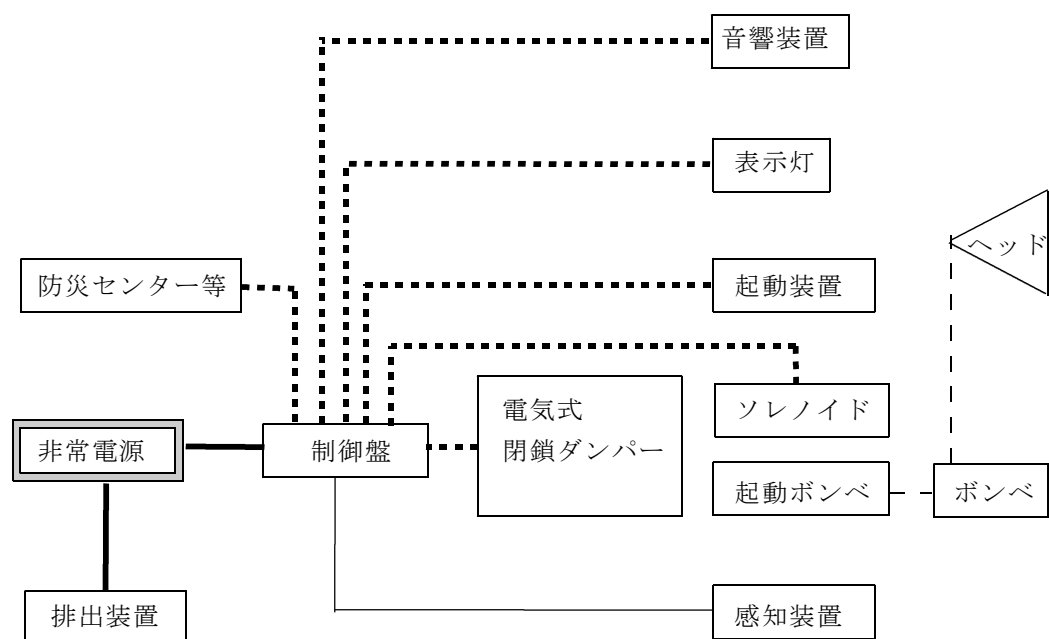 音響装置
表示灯
ヘッド
防災センター等
起動装置
電気式
閉鎖ダンパー
ソレノイド
非常電源
制御盤
起動ボンベ
ボンベ
排出装置
感知装置